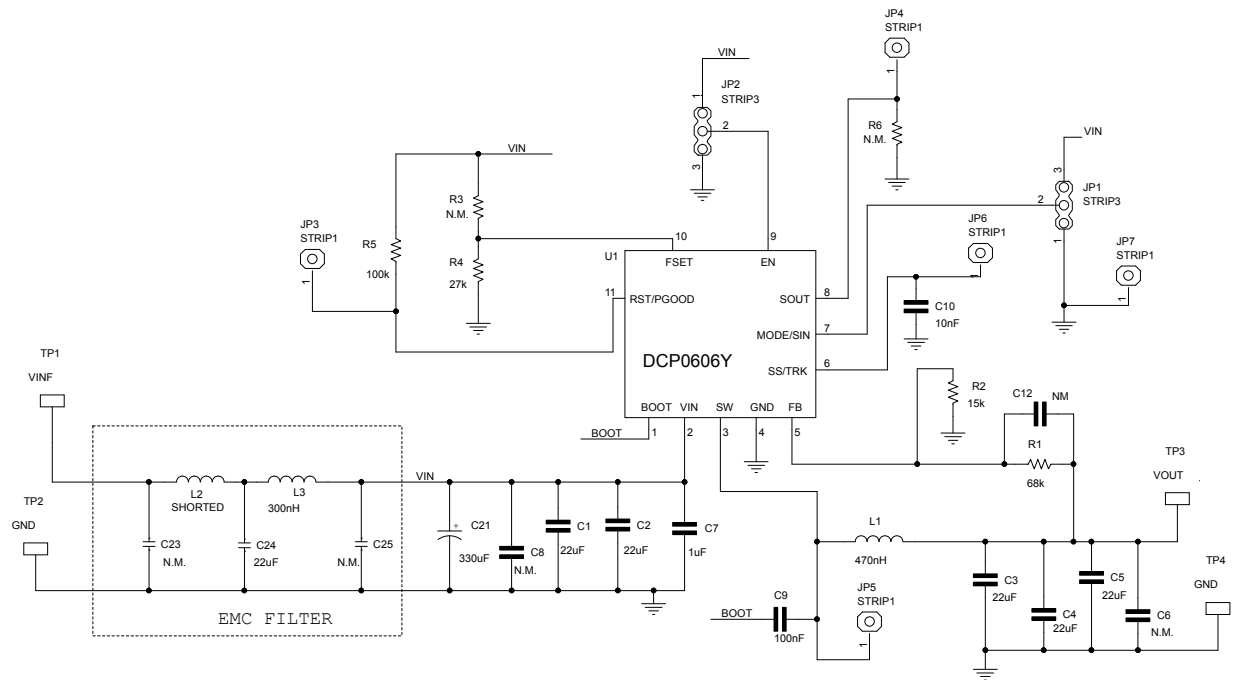 JP4
STRIP1
1
VIN
JP2
STRIP3
1
2
3
R6
N.M.
VIN
3
2
JP1
STRIP3
1
VIN
R3
N.M.
JP3
STRIP1
1
R5
100k
R4
27k
JP6
STRIP1
1
JP7
STRIP1
1
U1
10
FSET
9
EN
11
RST/PGOOD
SOUT
8
C10
10nF
MODE/SIN
7
DCP0606Y
SS/TRK
6
BOOT
VIN
SW
GND
FB
BOOT
1
2
3
4
5
R2
15k
C12
NM
R1
68k
TP1
VINF
TP2
GND
L2
SHORTED
L3
300nH
VIN
C23
N.M.
C24
22uF
C25
N.M.
EMC FILTER
C21
+
330uF
C8
N.M.
C1
22uF
C2
22uF
C7
1uF
TP3
VOUT
L1
470nH
TP4
GND
C3
22uF
C4
22uF
C5
22uF
C6
N.M.
BOOT
C9
100nF
JP5
STRIP1
1